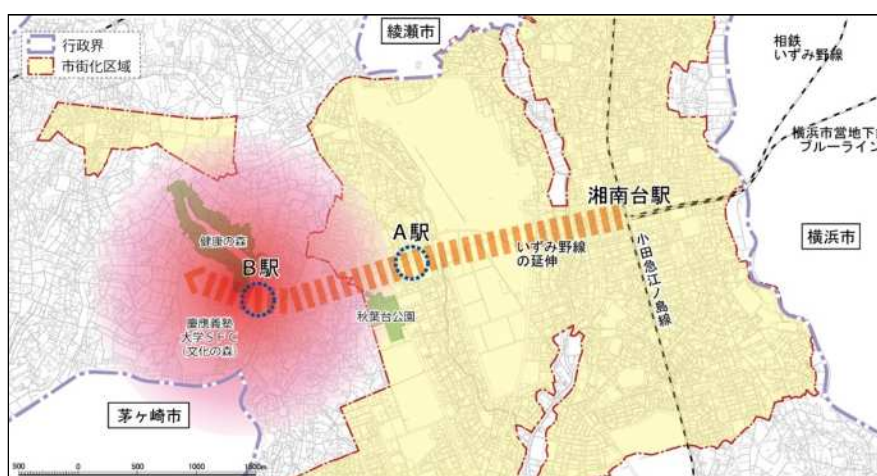 行政界
市街化区域
綾瀬市
相鉄
いずみ野線
横浜市営地下鉄
ブルーライン
湘南台駅
横浜市
A駅
いずみ野線
の延伸
小田急江ノ島線
健康の森
B駅
秋葉台公園
慶應義塾
大学SFC
(文化の森)
茅ヶ崎市
500 0 500 1000 1500m